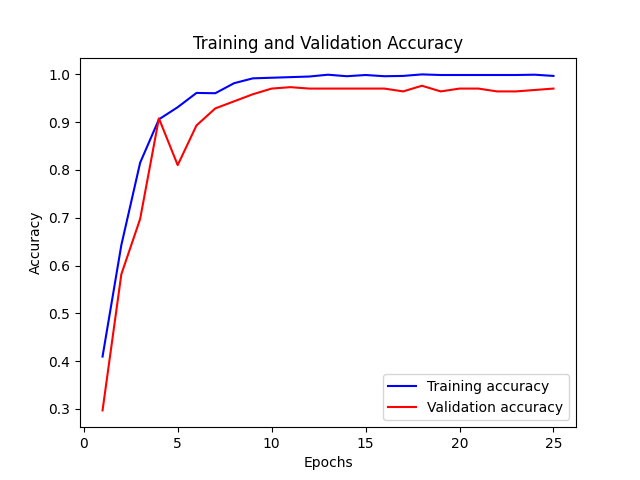 Training and Validation Accuracy
Accuracy
1.0
0.9
0.8
0.7
0.6
0.5
0.4
0.3
Training accuracy
Validation accuracy
0 5 10 15 20 25
Epochs